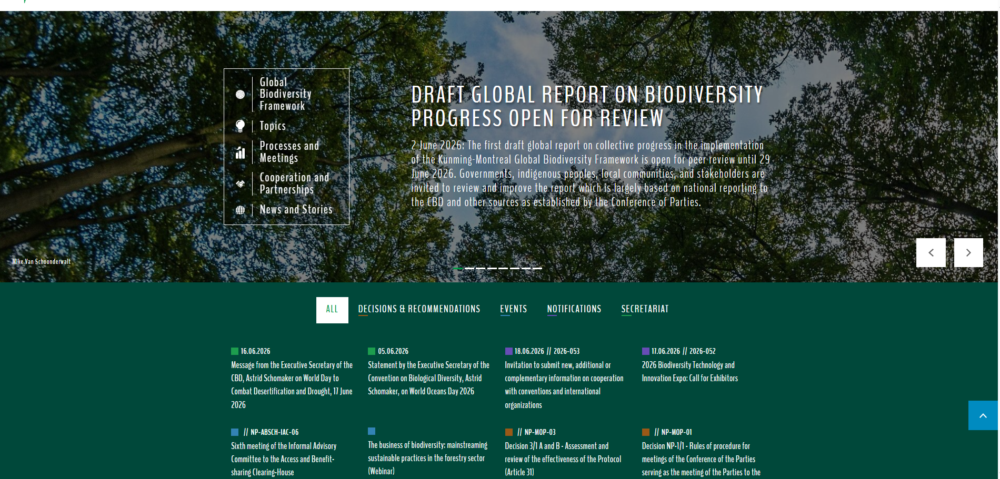 Global
Biodiversity
Framework
Topics
Processes and
Meetings
Cooperation and
Partnerships
News and Stories
DRAFT GLOBAL REPORT ON BIODIVERSITY
PROGRESS OPEN FOR REVIEW
2 June 2026: The first draft global report on collective progress in the implementation
of the Kunming-Montreal Global Biodiversity Framework is open for peer review until 29
June 2026. Governments, indigenous peoples, local communities, and stakeholders are
invited to review and improve the report which is largely based on national reporting to
the CBD and other sources as established by the Conference of Parties.
Mike Van Schoonderwalt
ALL
DECISIONS & RECOMMENDATIONS
EVENTS
NOTIFICATIONS
SECRETARIAT
16.06.2026
Message from the Executive Secretary of the
CBD, Astrid Schomaker on World Day to
Combat Desertification and Drought, 17 June
2026
05.06.2026
Statement by the Executive Secretary of the
Convention on Biological Diversity, Astrid
Schomaker, on World Oceans Day 2026
18.06.2026 // 2026-053
Invitation to submit new, additional or
complementary information on cooperation
with conventions and international
organizations
17.06.2026 // 2026-052
2026 Biodiversity Technology and
Innovation Expo: Call for Exhibitors
// NP-ABSCH-IAC-06
Sixth meeting of the Informal Advisory
Committee to the Access and Benefit-
sharing Clearing-House
The business of biodiversity: mainstreaming
sustainable practices in the forestry sector
(Webinar)
// NP-MOP-03
Decision 3/1 A and B - Assessment and
review of the effectiveness of the Protocol
(Article 31)
// NP-MOP-01
Decision NP-1/1 - Rules of procedure for
meetings of the Conference of the Parties
serving as the meeting of the Parties to the